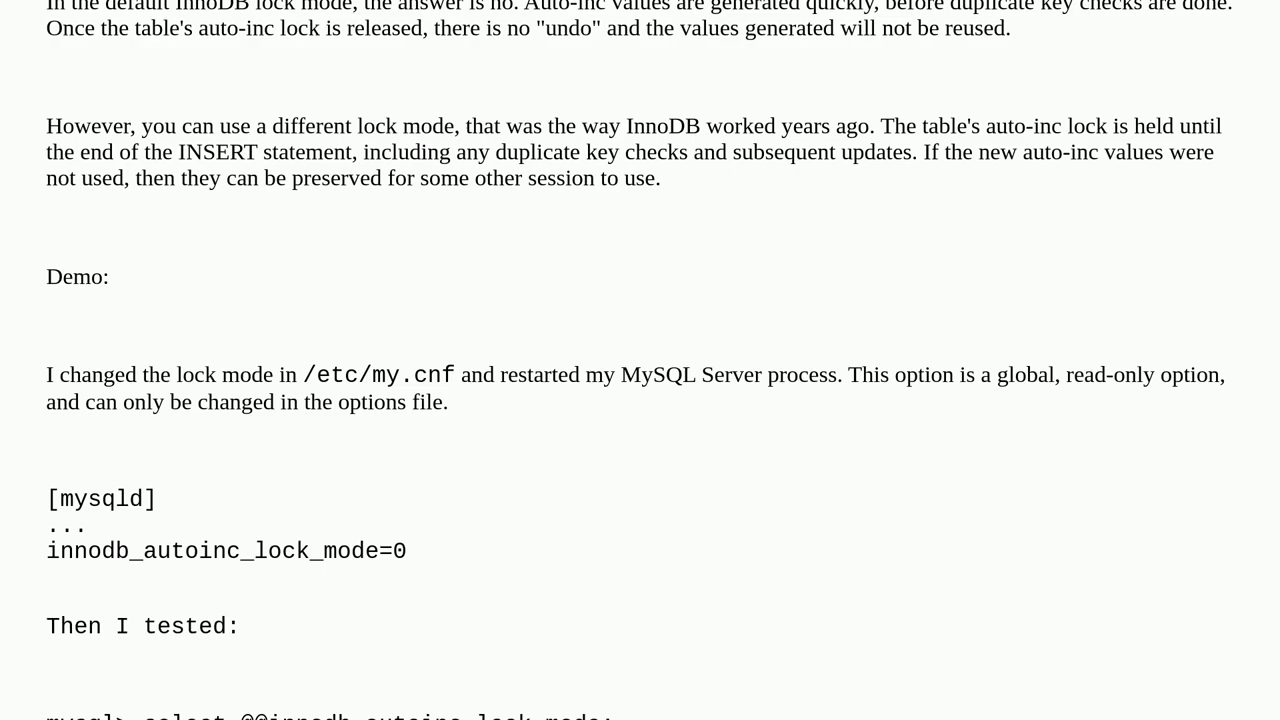 In the default InnoDB lock mode, the answer is no. Auto-inc values are generated quickly, before duplicate key checks are done.
Once the table's auto-inc lock is released, there is no "undo" and the values generated will not be reused.
However, you can use a different lock mode, that was the way InnoDB worked years ago. The table's auto-inc lock is held until
the end of the INSERT statement, including any duplicate key checks and subsequent updates. If the new auto-inc values were
not used, then they can be preserved for some other session to use.
Demo:
I changed the lock mode in /etc/my.cnf and restarted my MySQL Server process. This option is a global, read-only option,
and can only be changed in the options file.
[mysqld]
...
innodb_autoinc_lock_mode=0
Then I tested:
mysql> select @@innodb_autoinc_lock_mode;